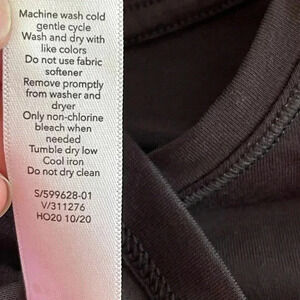 Machine wash cold
gentle cycle
Wash and dry with
like colors
Do not use fabric
softener
Remove promptly
from washer and
dryer
Only non-chlorine
bleach when
needed
Tumble dry low
Cool iron
Do not dry clean
S/599628-01
V/311276
HO20 10/20